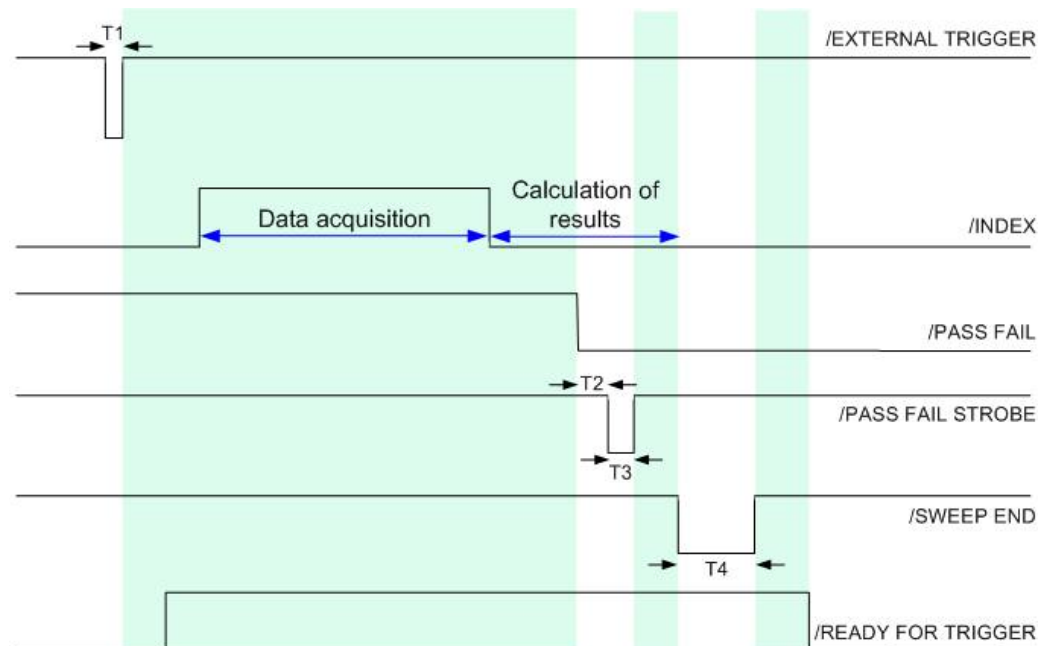 T1
/EXTERNAL TRIGGER
Calculation of
results
Data acquisition
/INDEX
/PASS FAIL
T2
/PASS FAIL STROBE
T3
/SWEEP END
T4
/READY FOR TRIGGER